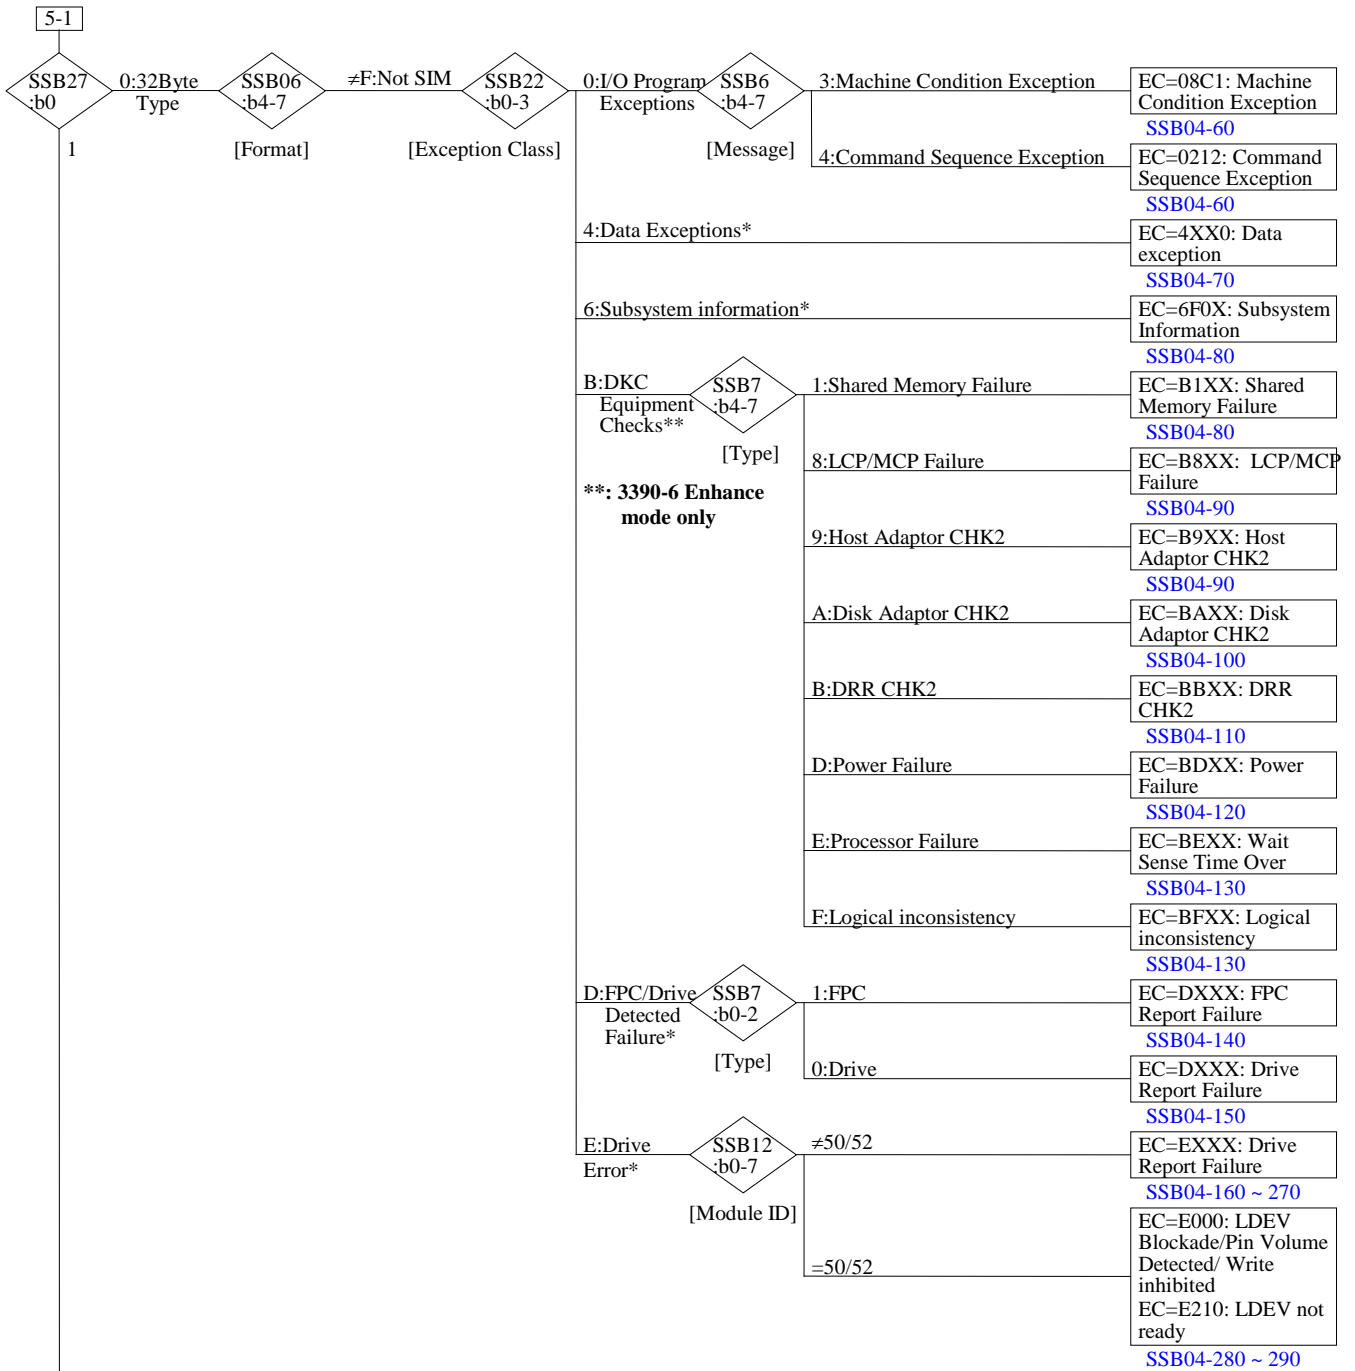 5-1
SSB27
:b0
0:32Byte
Type
1
SSB06
:b4-7
[Format]
≠F:Not SIM
SSB22
:b0-3
[Exception Class]
0:I/O Program
Exceptions
SSB6
:b4-7
[Message]
3:Machine Condition Exception
EC=08C1: Machine
Condition Exception
SSB04-60
4:Command Sequence Exception
EC=0212: Command
Sequence Exception
SSB04-60
4:Data Exceptions*
EC=4XX0: Data
exception
SSB04-70
6:Subsystem information*
EC=6F0X: Subsystem
Information
SSB04-80
B:DKC
Equipment
Checks**
SSB7
:b4-7
[Type]
**: 3390-6 Enhance
mode only
1:Shared Memory Failure
EC=B1XX: Shared
Memory Failure
SSB04-80
8:LCP/MCP Failure
EC=B8XX: LCP/MCP
Failure
SSB04-90
9:Host Adaptor CHK2
EC=B9XX: Host
Adaptor CHK2
SSB04-90
A:Disk Adaptor CHK2
EC=BAXX: Disk
Adaptor CHK2
SSB04-100
B:DRR CHK2
EC=BBXX: DRR
CHK2
SSB04-110
D:Power Failure
EC=BDXX: Power
Failure
SSB04-120
E:Processor Failure
EC=BEXX: Wait
Sense Time Over
SSB04-130
F:Logical inconsistency
EC=BFXX: Logical
inconsistency
SSB04-130
D:FPC/Drive
Detected
Failure*
SSB7
:b0-2
[Type]
1:FPC
EC=DXXX: FPC
Report Failure
SSB04-140
0:Drive
EC=DXXX: Drive
Report Failure
SSB04-150
E:Drive
Error*
SSB12
:b0-7
[Module ID]
≠50/52
EC=EXXX: Drive
Report Failure
SSB04-160 ~ 270
=50/52
EC=E000: LDEV
Blockade/Pin Volume
Detected/ Write
inhibited
EC=E210: LDEV not
ready
SSB04-280 ~ 290